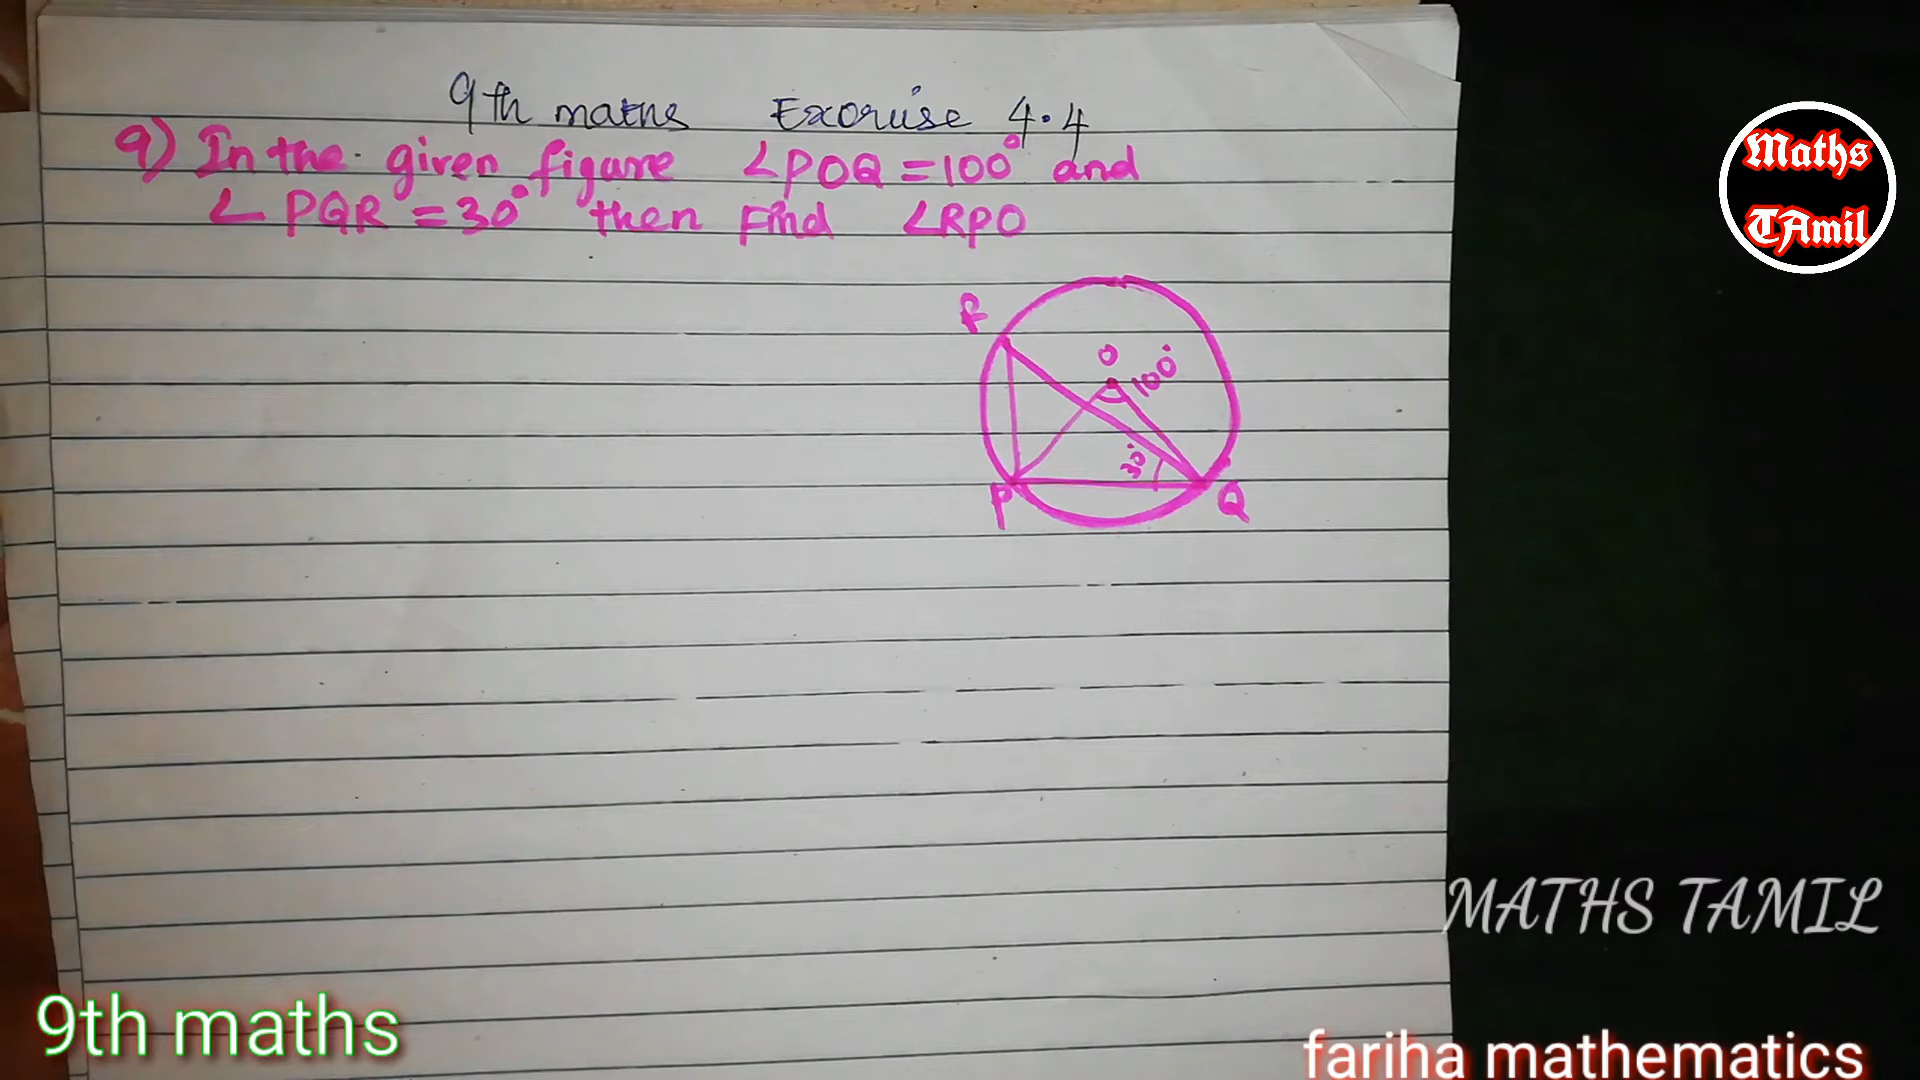 9th maths Exercise 4.4
9) In the given figure ∠POQ = 100° and
∠PQR = 30° then Find ∠RPO
R
O
100°
30°
P
Q
Maths
TAmil
MATHS TAMIL
9th maths
fariha mathematics